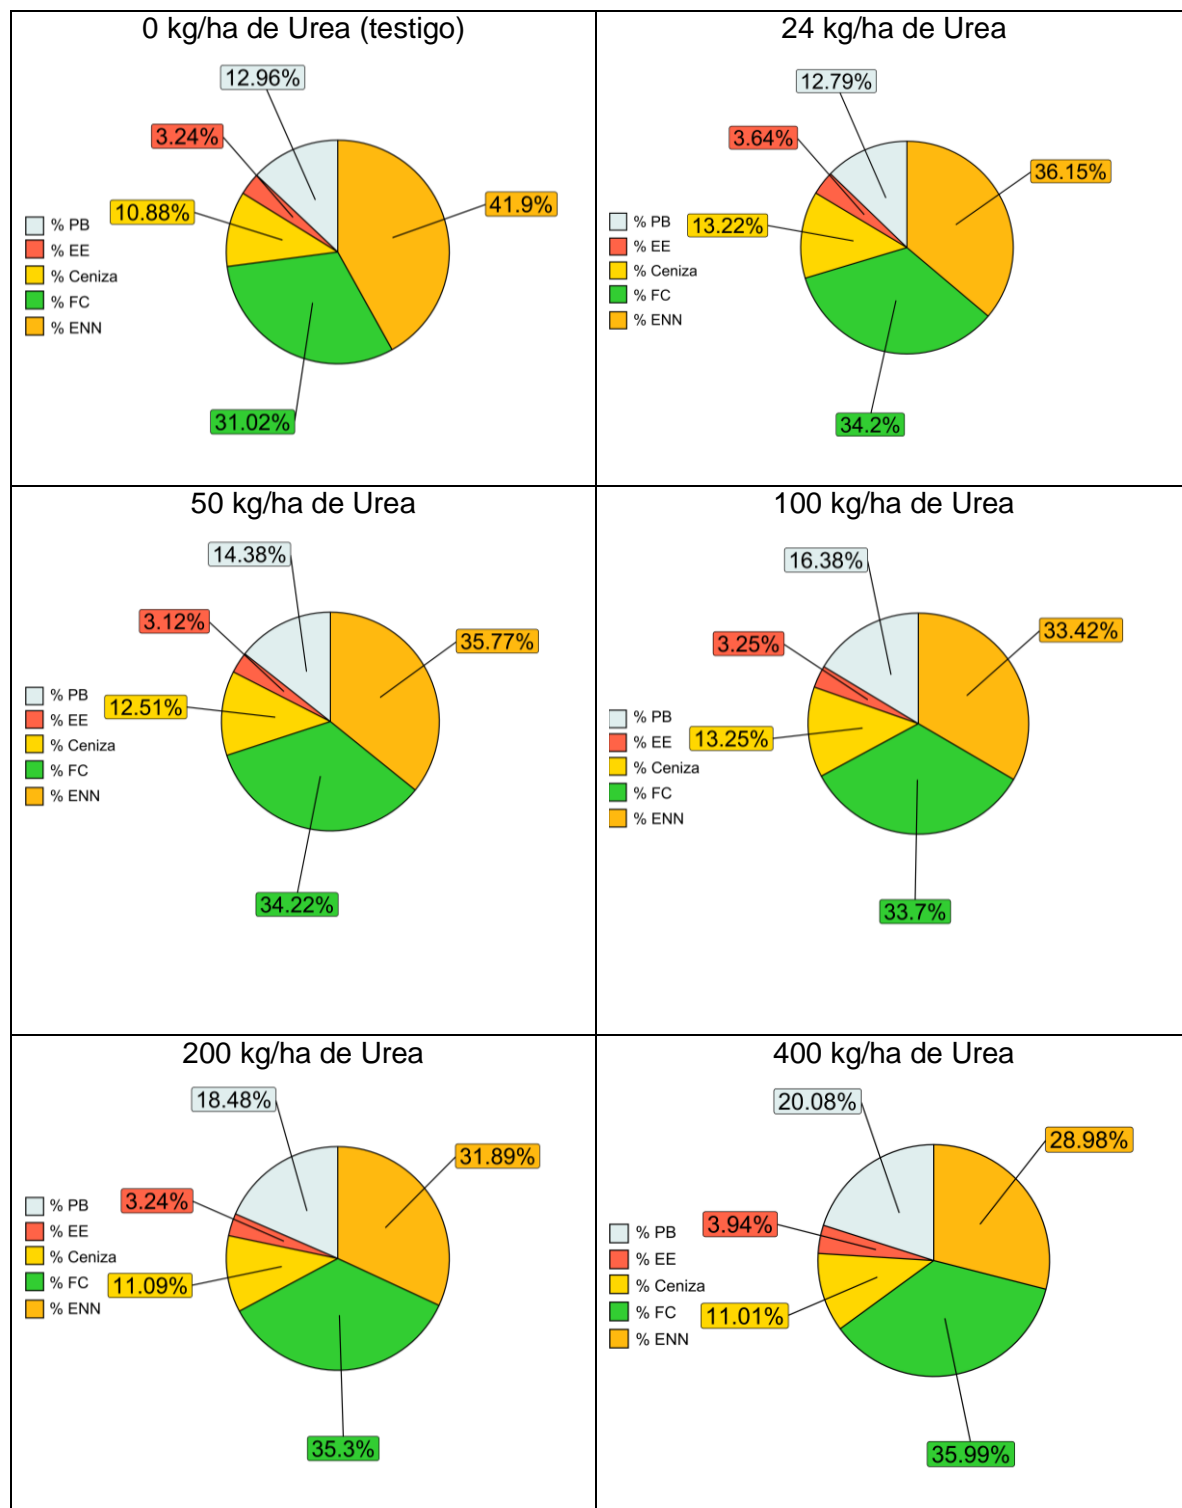 0 kg/ha de Urea (testigo)
12.96%
3.24%
10.88%
41.9%
31.02%
% PB
% EE
% Ceniza
% FC
% ENN
24 kg/ha de Urea
12.79%
3.64%
36.15%
13.22%
34.2%
% PB
% EE
% Ceniza
% FC
% ENN
50 kg/ha de Urea
14.38%
3.12%
35.77%
12.51%
34.22%
% PB
% EE
% Ceniza
% FC
% ENN
100 kg/ha de Urea
16.38%
3.25%
33.42%
13.25%
33.7%
% PB
% EE
% Ceniza
% FC
% ENN
200 kg/ha de Urea
18.48%
3.24%
31.89%
11.09%
35.3%
% PB
% EE
% Ceniza
% FC
% ENN
400 kg/ha de Urea
20.08%
3.94%
28.98%
11.01%
35.99%
% PB
% EE
% Ceniza
% FC
% ENN